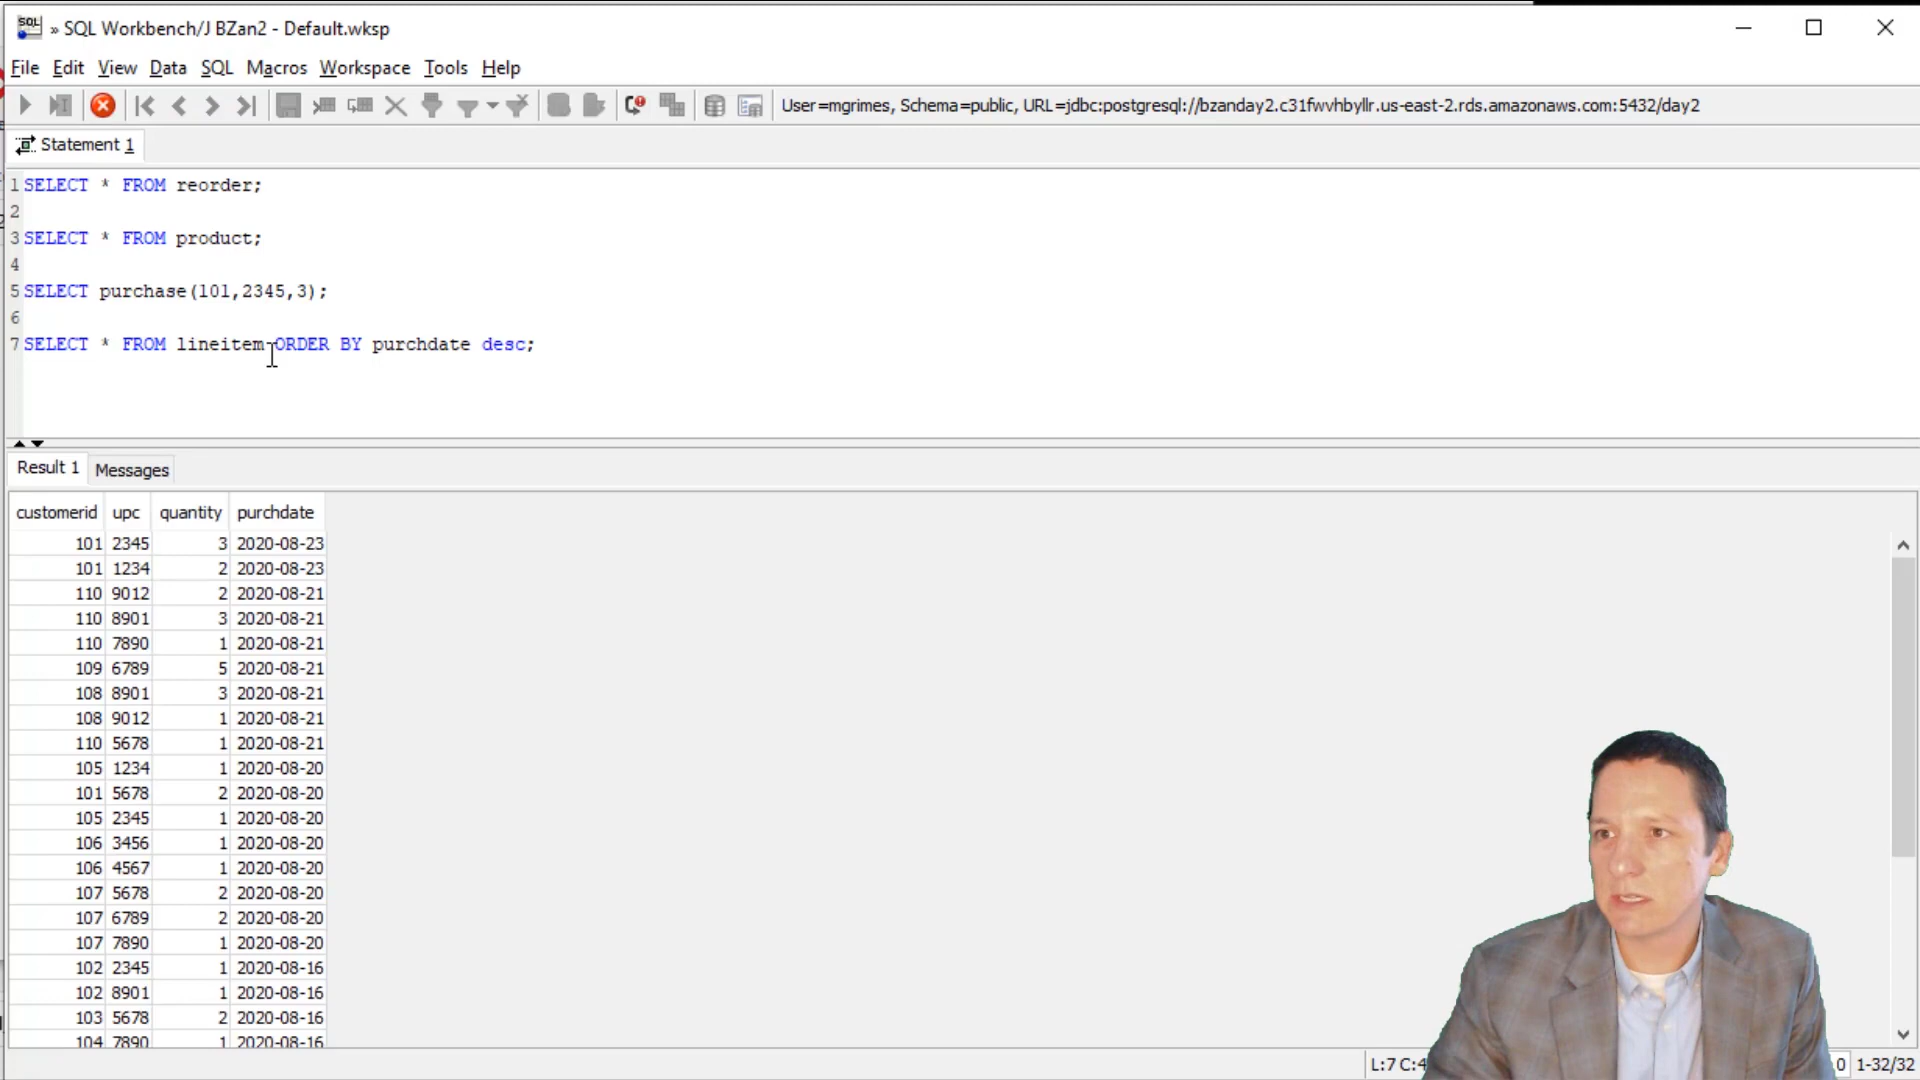 SQL » SQL Workbench/J BZan2 - Default.wksp
File Edit View Data SQL Macros Workspace Tools Help
User=mgrimes, Schema=public, URL=jdbc:postgresql://bzanday2.c31fwvhbyllr.us-east-2.rds.amazonaws.com:5432/day2
Statement 1
1 SELECT * FROM reorder;
2
3 SELECT * FROM product;
4
5 SELECT purchase(101,2345,3);
6
7 SELECT * FROM lineitem ORDER BY purchdate desc;
Result 1 Messages
customerid upc quantity purchdate
101 2345 3 2020-08-23
101 1234 2 2020-08-23
110 9012 2 2020-08-21
110 8901 3 2020-08-21
110 7890 1 2020-08-21
109 6789 5 2020-08-21
108 8901 3 2020-08-21
108 9012 1 2020-08-21
110 5678 1 2020-08-21
105 1234 1 2020-08-20
101 5678 2 2020-08-20
105 2345 1 2020-08-20
106 3456 1 2020-08-20
106 4567 1 2020-08-20
107 5678 2 2020-08-20
107 6789 2 2020-08-20
107 7890 1 2020-08-20
102 2345 1 2020-08-16
102 8901 1 2020-08-16
103 5678 2 2020-08-16
104 7890 1 2020-08-16
L:7 C:4 0 1-32/32